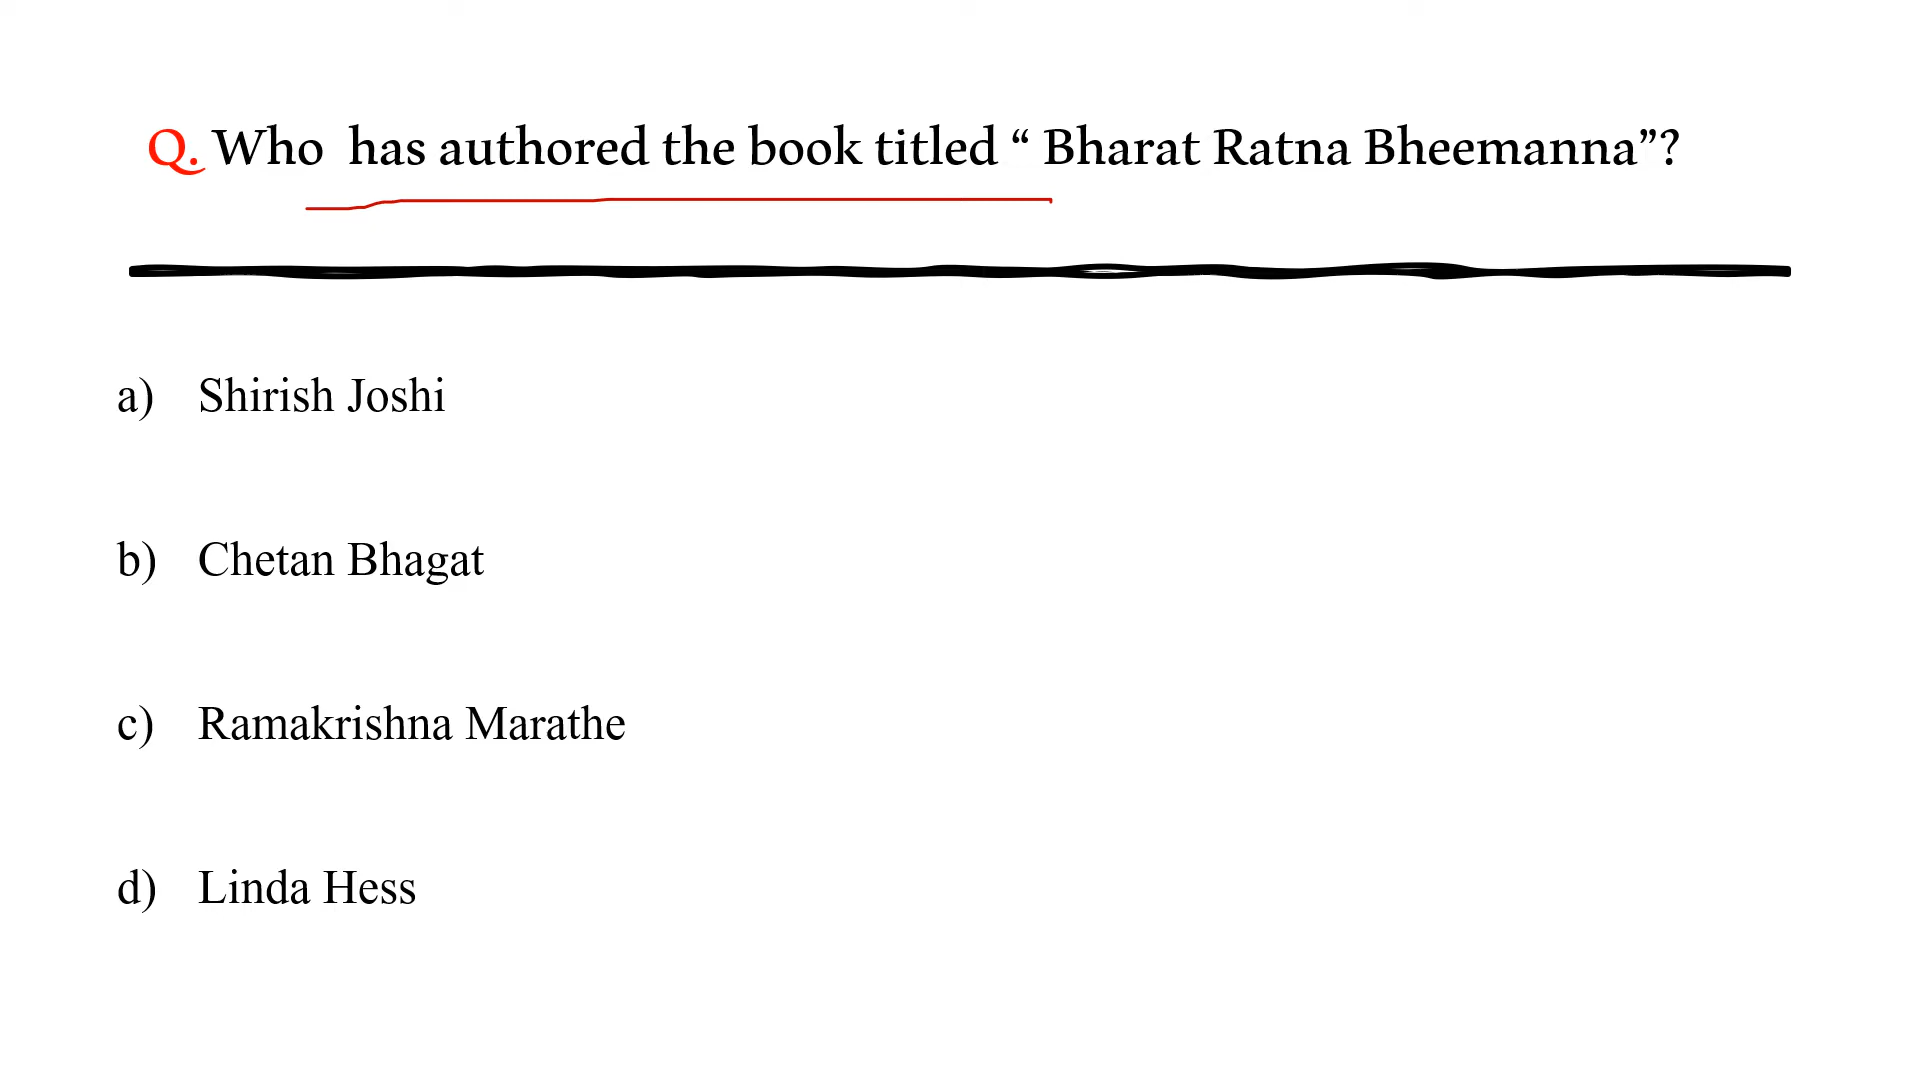 Q. Who has authored the book titled “ Bharat Ratna Bheemanna”?
a) Shirish Joshi
b) Chetan Bhagat
c) Ramakrishna Marathe
d) Linda Hess